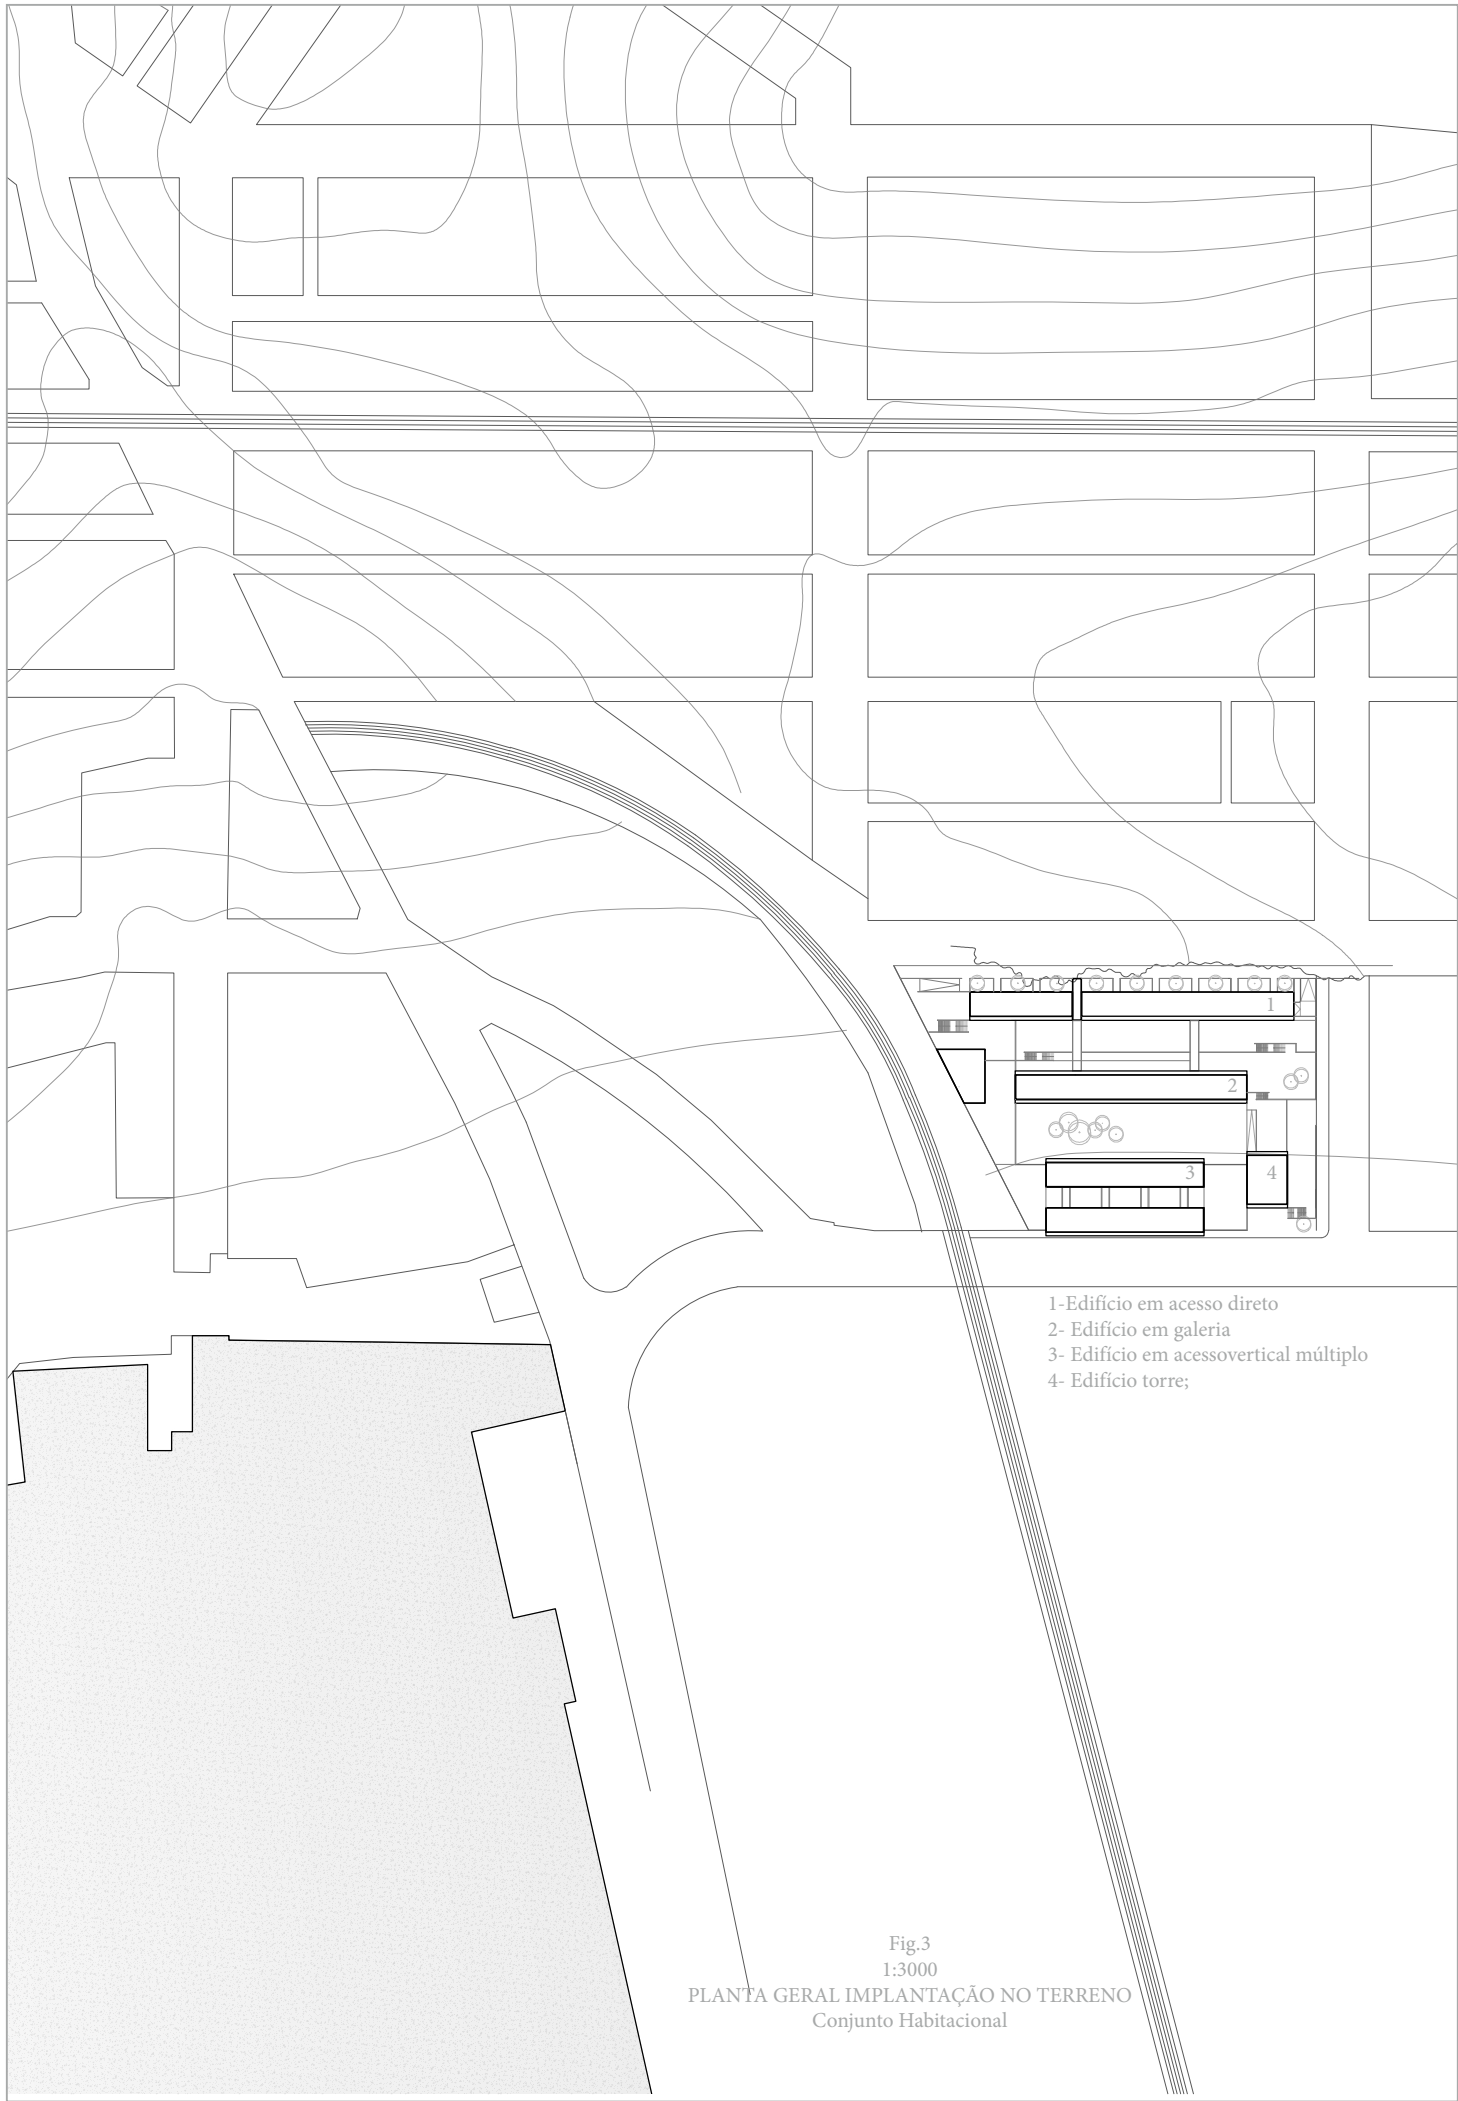 1
2
3
4
1-Edifício em acesso direto
2- Edifício em galeria
3- Edifício em acessovertical múltiplo
4- Edifício torre;
Fig.3
1:3000
PLANTA GERAL IMPLANTAÇÃO NO TERRENO
Conjunto Habitacional